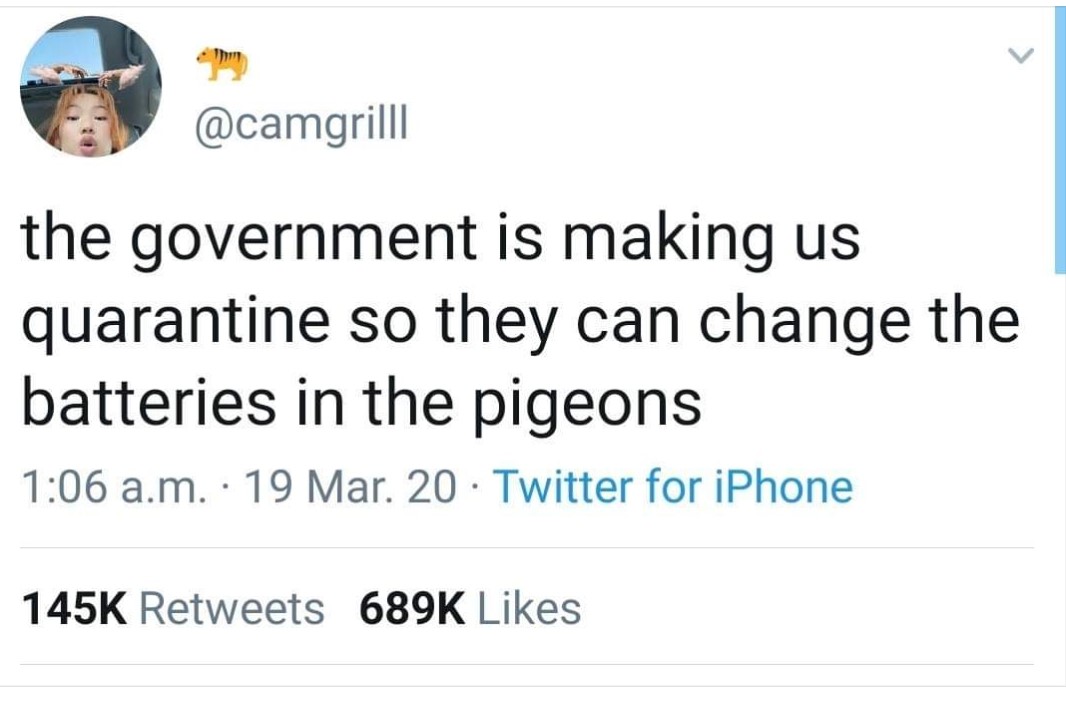 🐅
@camgrilll
the government is making us
quarantine so they can change the
batteries in the pigeons
1:06 a.m. · 19 Mar. 20 · Twitter for iPhone
145K Retweets 689K Likes